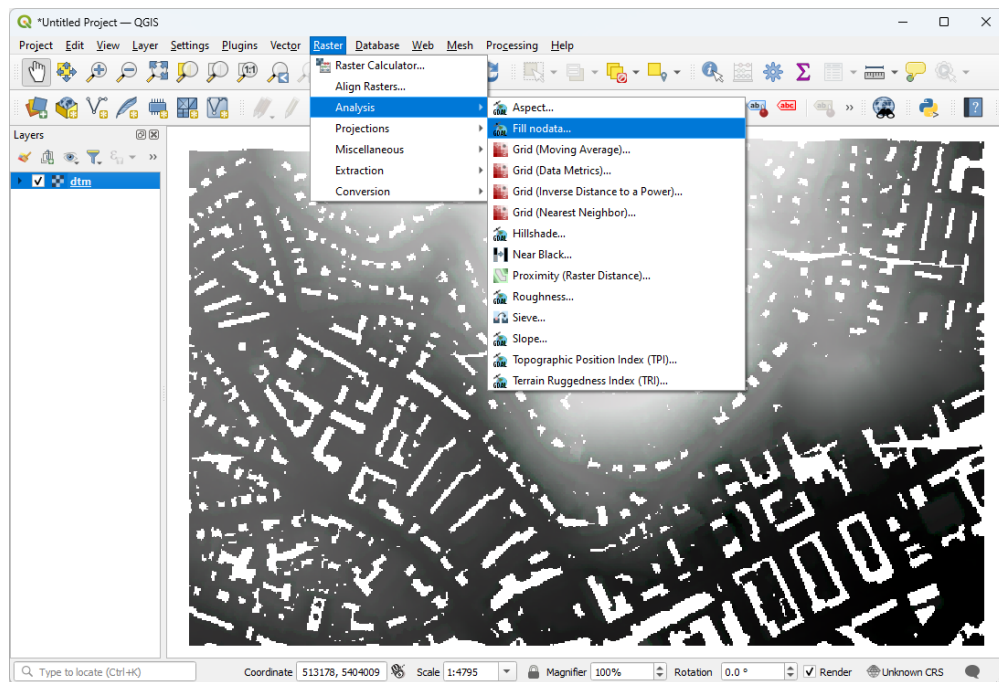 *Untitled Project — QGIS
Project Edit View Layer Settings Plugins Vector Raster Database Web Mesh Processing Help
Raster Calculator...
Align Rasters...
Analysis
Projections
Miscellaneous
Extraction
Conversion
Aspect...
Fill nodata...
Grid (Moving Average)...
Grid (Data Metrics)...
Grid (Inverse Distance to a Power)...
Grid (Nearest Neighbor)...
Hillshade...
Near Black...
Proximity (Raster Distance)...
Roughness...
Sieve...
Slope...
Topographic Position Index (TPI)...
Terrain Ruggedness Index (TRI)...
Layers
dtm
Type to locate (Ctrl+K) Coordinate 513178, 5404009 Scale 1:4795 Magnifier 100% Rotation 0.0 ° Render Unknown CRS